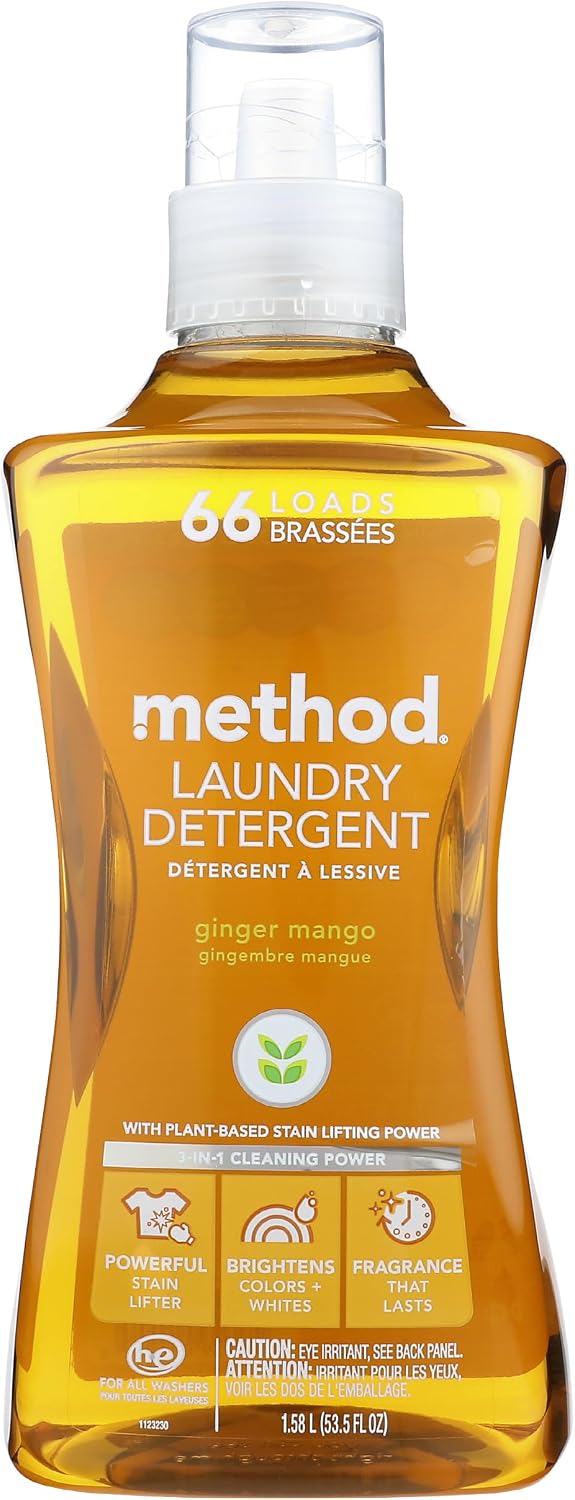 66 LOADS
BRASSÉES
method®
LAUNDRY
DETERGENT
DÉTERGENT À LESSIVE
ginger mango
gingembre mangue
WITH PLANT-BASED STAIN LIFTING POWER
3-IN-1 CLEANING POWER
POWERFUL
STAIN
LIFTER
BRIGHTENS
COLORS +
WHITES
FRAGRANCE
THAT
LASTS
he
FOR ALL WASHERS
POUR TOUTES LES LAVEUSES
1123230
CAUTION: EYE IRRITANT, SEE BACK PANEL.
ATTENTION: IRRITANT POUR LES YEUX,
VOIR LES DOS DE L'EMBALLAGE.
1.58 L (53.5 FL OZ)